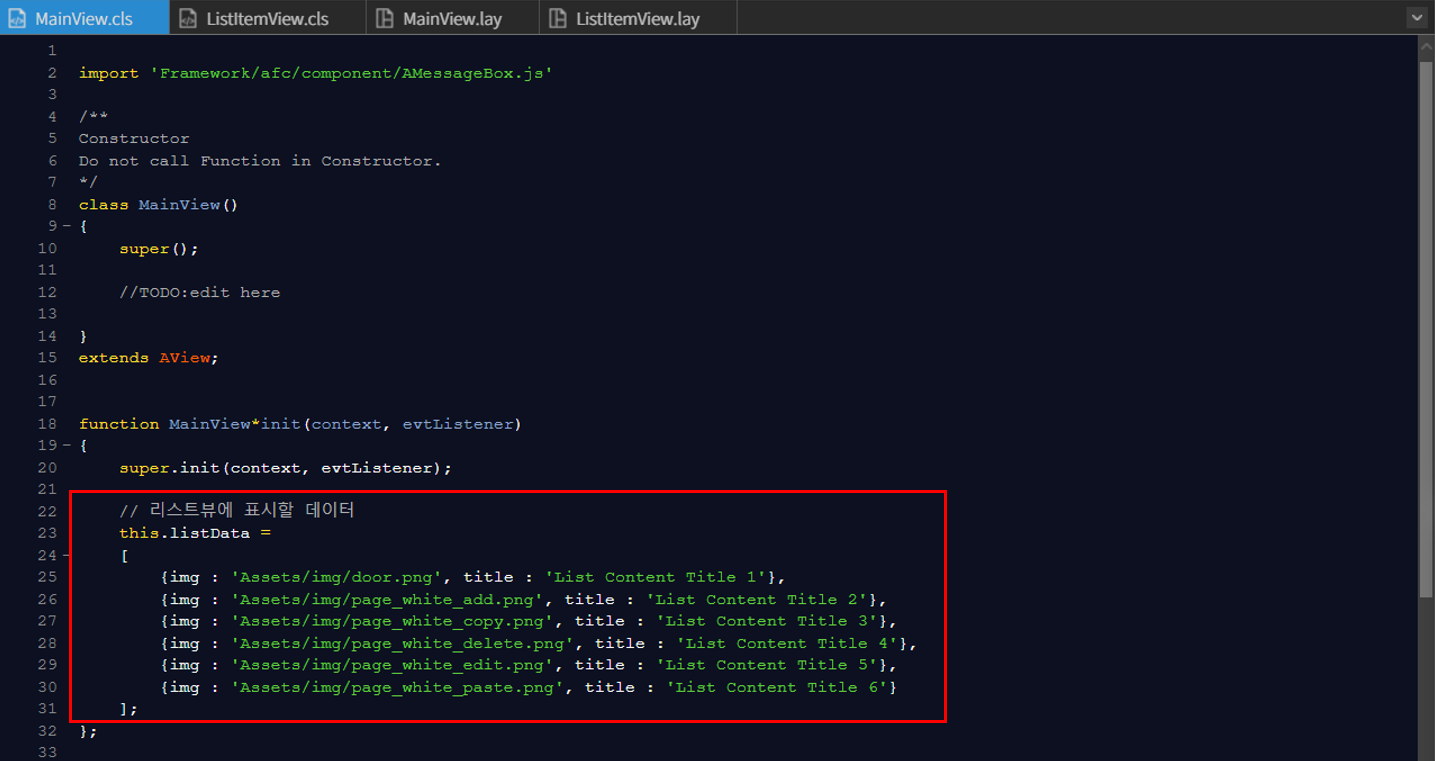 MainView.cls ListItemView.cls MainView.lay ListItemView.lay
1
2 import 'Framework/afc/component/AMessageBox.js'
3
4 /**
5 Constructor
6 Do not call Function in Constructor.
7 */
8 class MainView()
9 {
10 super();
11
12 //TODO:edit here
13
14 }
15 extends AView;
16
17
18 function MainView*init(context, evtListener)
19 {
20 super.init(context, evtListener);
21
22 // 리스트뷰에 표시할 데이터
23 this.listData =
24 [
25 {img : 'Assets/img/door.png', title : 'List Content Title 1'},
26 {img : 'Assets/img/page_white_add.png', title : 'List Content Title 2'},
27 {img : 'Assets/img/page_white_copy.png', title : 'List Content Title 3'},
28 {img : 'Assets/img/page_white_delete.png', title : 'List Content Title 4'},
29 {img : 'Assets/img/page_white_edit.png', title : 'List Content Title 5'},
30 {img : 'Assets/img/page_white_paste.png', title : 'List Content Title 6'}
31 ];
32 };
33